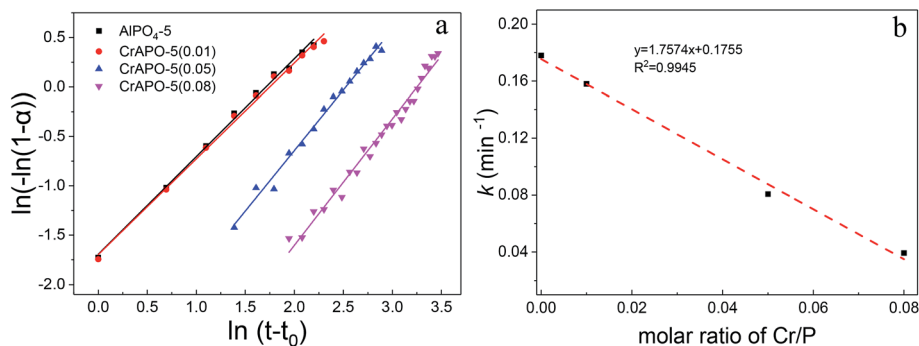 a
AlPO₄-5
CrAPO-5(0.01)
CrAPO-5(0.05)
CrAPO-5(0.08)
0.5
0.0
-0.5
-1.0
-1.5
-2.0
ln(-ln(1-α))
0.0 0.5 1.0 1.5 2.0 2.5 3.0 3.5
ln (t-t₀)
b
y=1.7574x+0.1755
R²=0.9945
0.20
0.16
0.12
0.08
0.04
k (min⁻¹)
0.00 0.02 0.04 0.06 0.08
molar ratio of Cr/P